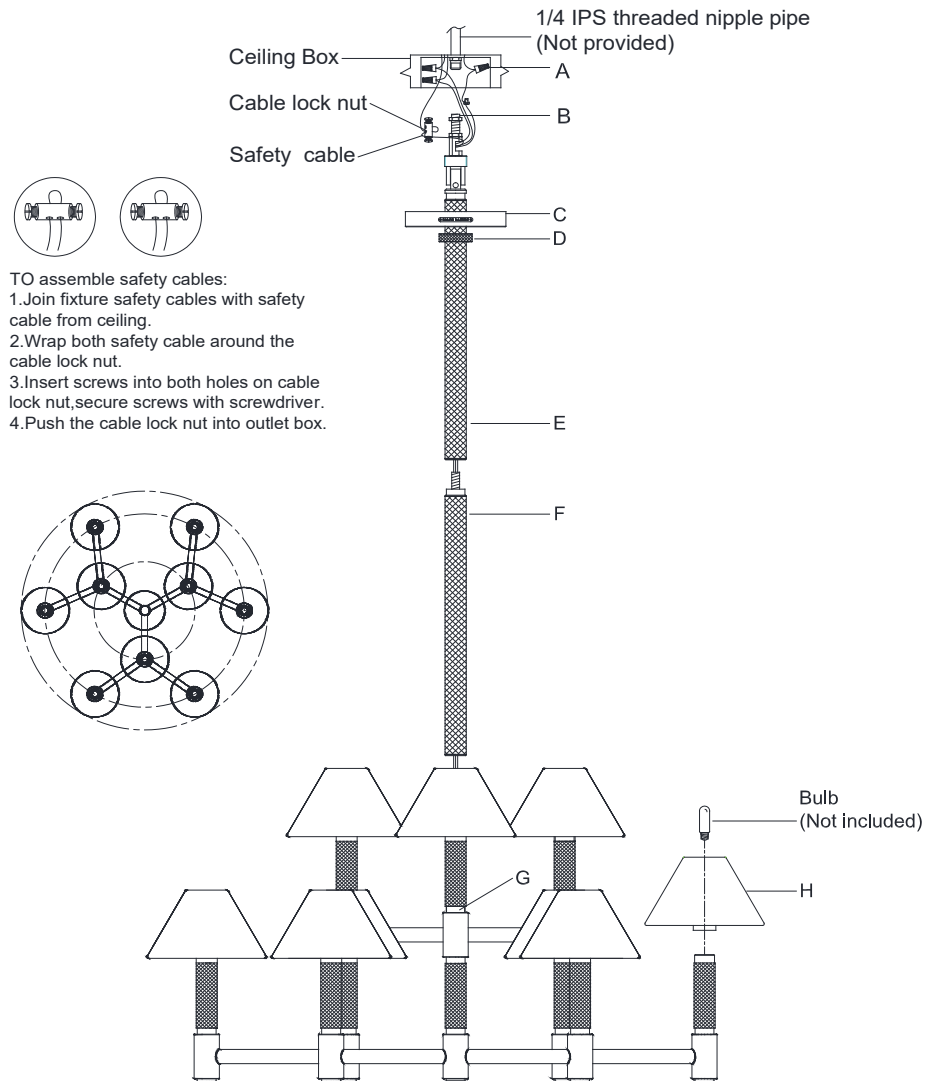 1/4 IPS threaded nipple pipe
(Not provided)
Ceiling Box
A
Cable lock nut
B
Safety cable
C
D
TO assemble safety cables:
1.Join fixture safety cables with safety
cable from ceiling.
2.Wrap both safety cable around the
cable lock nut.
3.Insert screws into both holes on cable
lock nut,secure screws with screwdriver.
4.Push the cable lock nut into outlet box.
E
F
Bulb
(Not included)
G
H